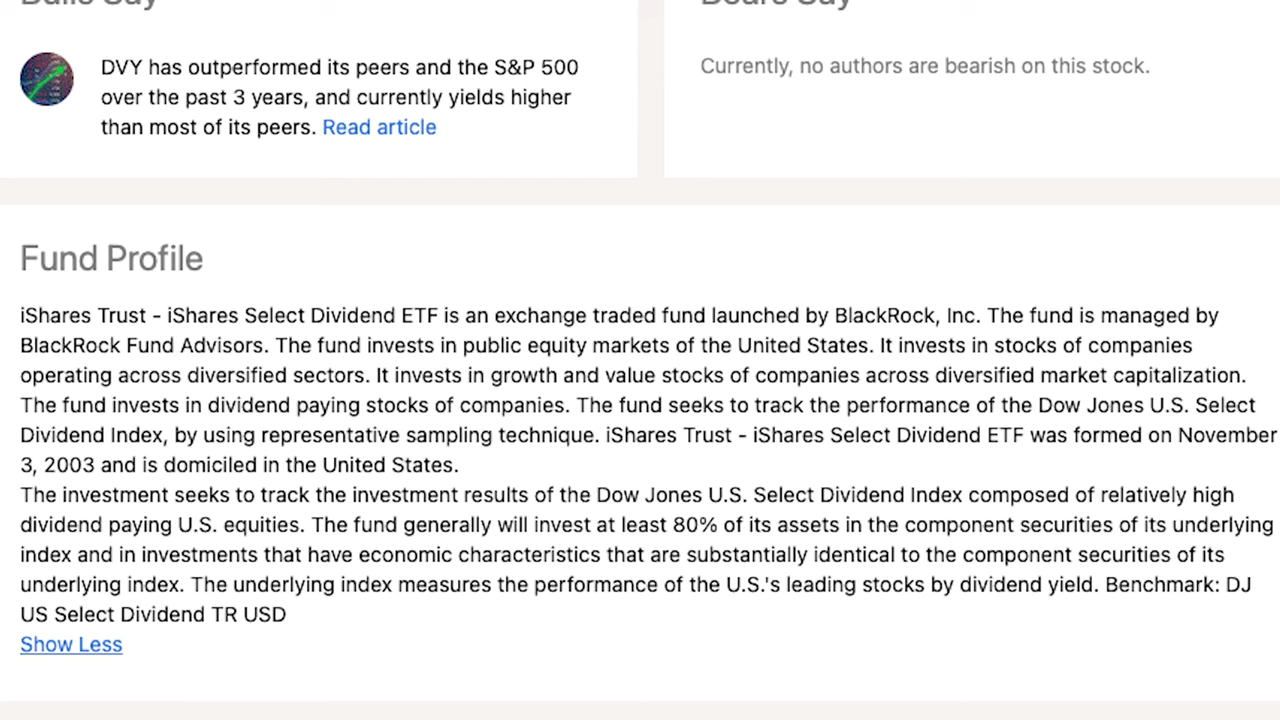 Bulls Say
Bears Say
DVY has outperformed its peers and the S&P 500
over the past 3 years, and currently yields higher
than most of its peers. Read article
Currently, no authors are bearish on this stock.
Fund Profile
iShares Trust - iShares Select Dividend ETF is an exchange traded fund launched by BlackRock, Inc. The fund is managed by
BlackRock Fund Advisors. The fund invests in public equity markets of the United States. It invests in stocks of companies
operating across diversified sectors. It invests in growth and value stocks of companies across diversified market capitalization.
The fund invests in dividend paying stocks of companies. The fund seeks to track the performance of the Dow Jones U.S. Select
Dividend Index, by using representative sampling technique. iShares Trust - iShares Select Dividend ETF was formed on November
3, 2003 and is domiciled in the United States.
The investment seeks to track the investment results of the Dow Jones U.S. Select Dividend Index composed of relatively high
dividend paying U.S. equities. The fund generally will invest at least 80% of its assets in the component securities of its underlying
index and in investments that have economic characteristics that are substantially identical to the component securities of its
underlying index. The underlying index measures the performance of the U.S.'s leading stocks by dividend yield. Benchmark: DJ
US Select Dividend TR USD
Show Less